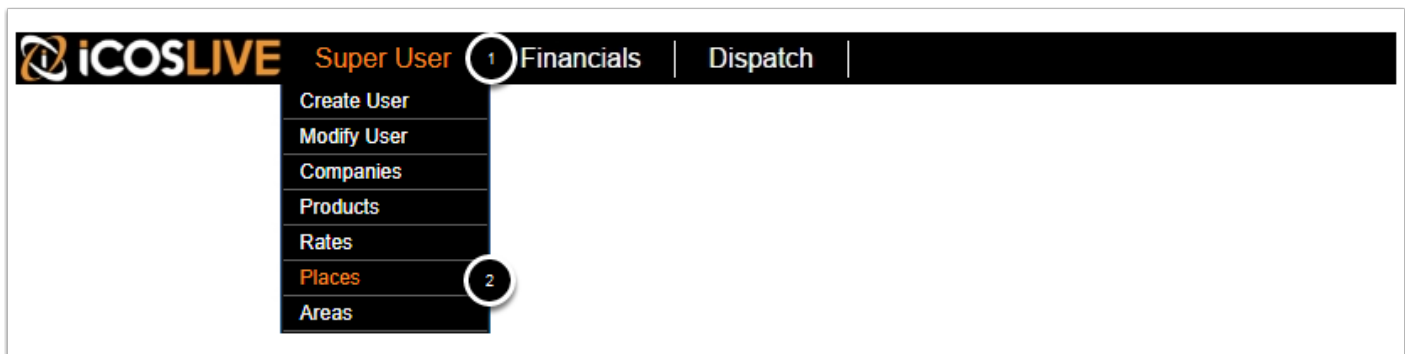 iCOSLIVE Super User 1 Financials Dispatch
Create User
Modify User
Companies
Products
Rates
Places 2
Areas